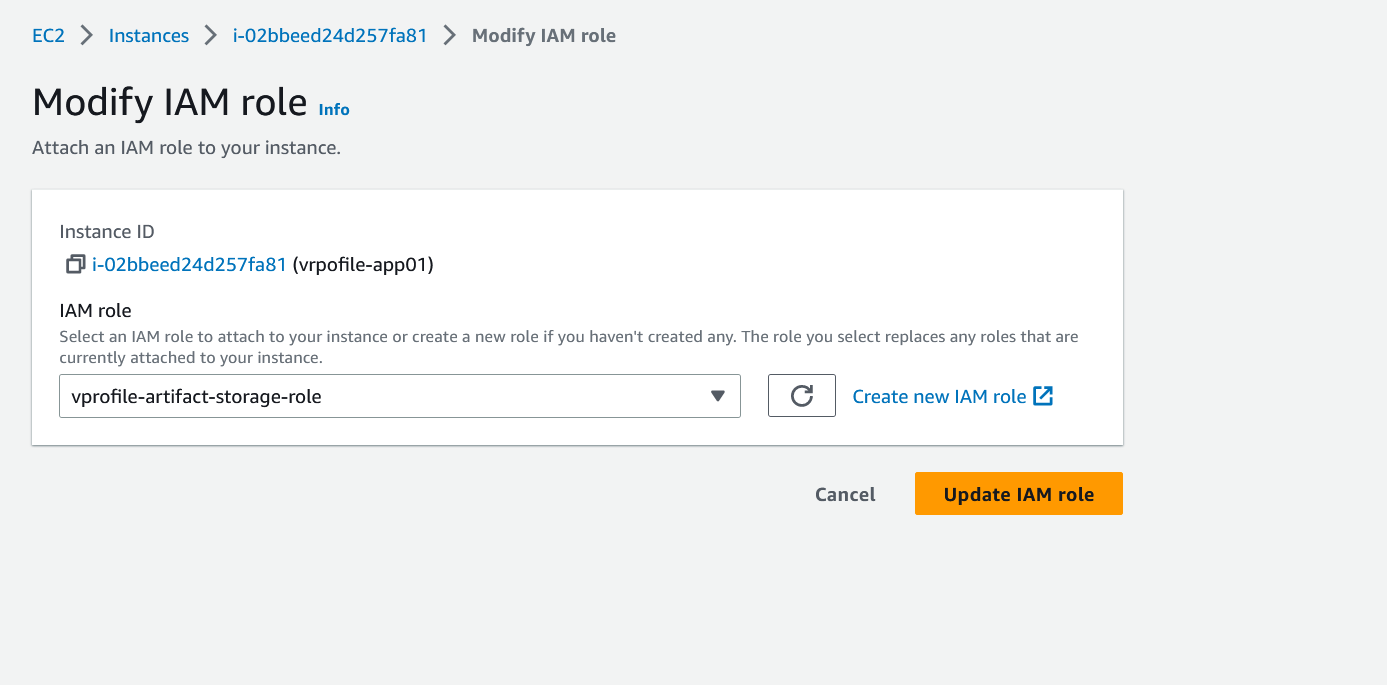 EC2 > Instances > i-02bbeed24d257fa81 > Modify IAM role
Modify IAM role Info
Attach an IAM role to your instance.
Instance ID
i-02bbeed24d257fa81 (vrpofile-app01)
IAM role
Select an IAM role to attach to your instance or create a new role if you haven't created any. The role you select replaces any roles that are
currently attached to your instance.
vprofile-artifact-storage-role
Create new IAM role
Cancel
Update IAM role